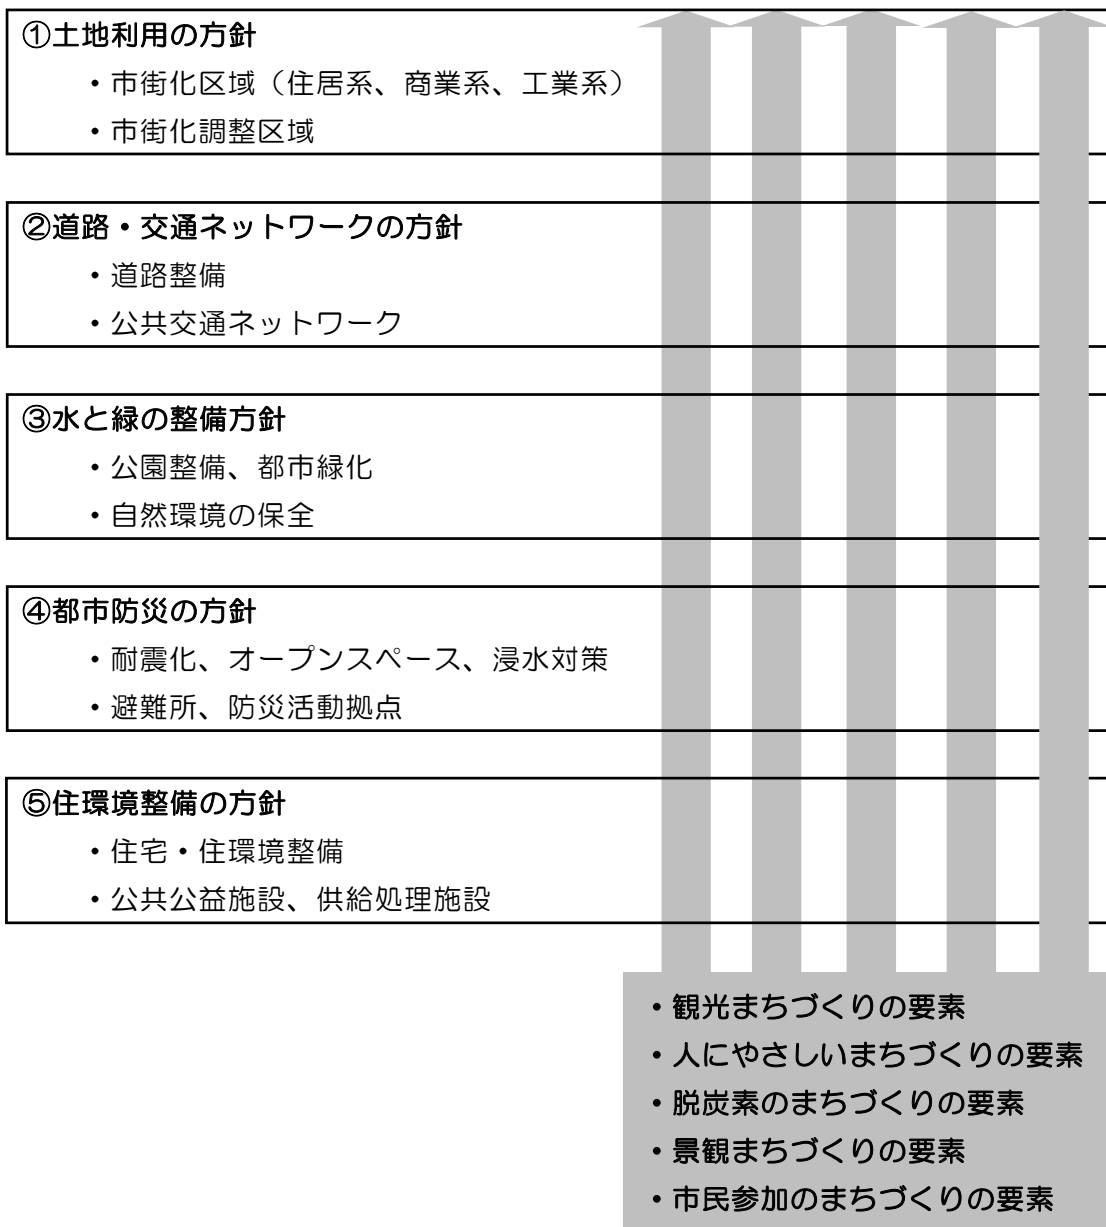 ①土地利用の方針
・市街化区域（住居系、商業系、工業系）
・市街化調整区域
②道路・交通ネットワークの方針
・道路整備
・公共交通ネットワーク
③水と緑の整備方針
・公園整備、都市緑化
・自然環境の保全
④都市防災の方針
・耐震化、オープンスペース、浸水対策
・避難所、防災活動拠点
⑤住環境整備の方針
・住宅・住環境整備
・公共公益施設、供給処理施設
・観光まちづくりの要素
・人にやさしいまちづくりの要素
・脱炭素のまちづくりの要素
・景観まちづくりの要素
・市民参加のまちづくりの要素